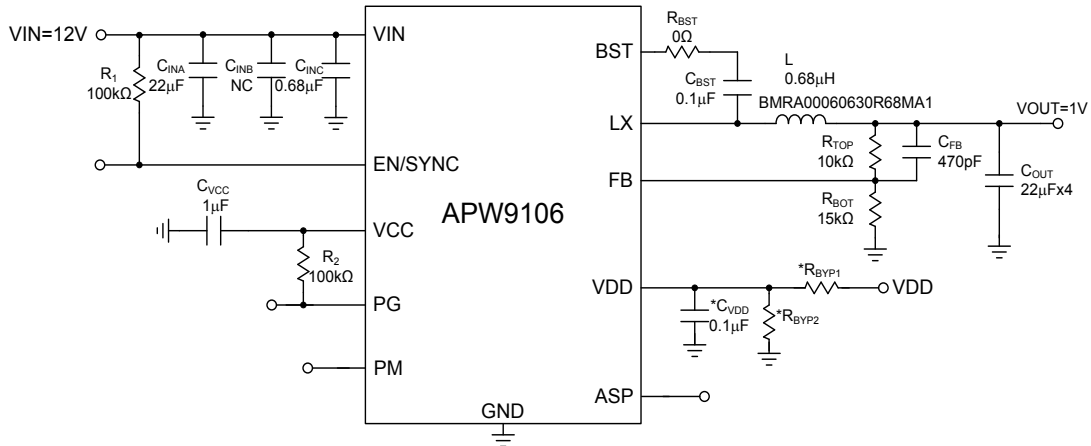 VIN=12V
R1
100kΩ
CINA
22μF
CINB
NC
CINC
0.68μF
VIN
EN/SYNC
CVCC
1μF
VCC
R2
100kΩ
PG
PM
APW9106
GND
BST
LX
FB
VDD
ASP
RBST
0Ω
CBST
0.1μF
L
0.68μH
BMRA00060630R68MA1
VOUT=1V
RTOP
10kΩ
CFB
470pF
COUT
22μFx4
RBOT
15kΩ
*RBYP1
VDD
*CVDD
0.1μF
*RBYP2